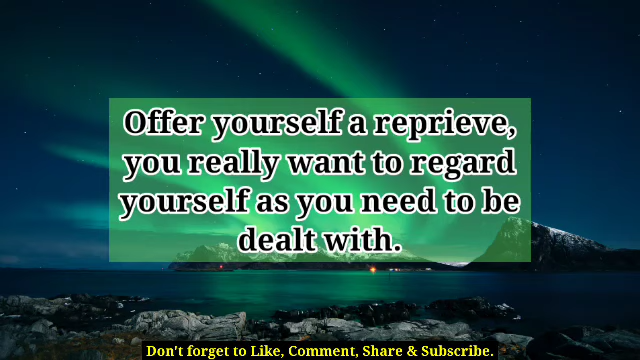 Offer yourself a reprieve,
you really want to regard
yourself as you need to be
dealt with.
Don't forget to Like, Comment, Share & Subscribe.